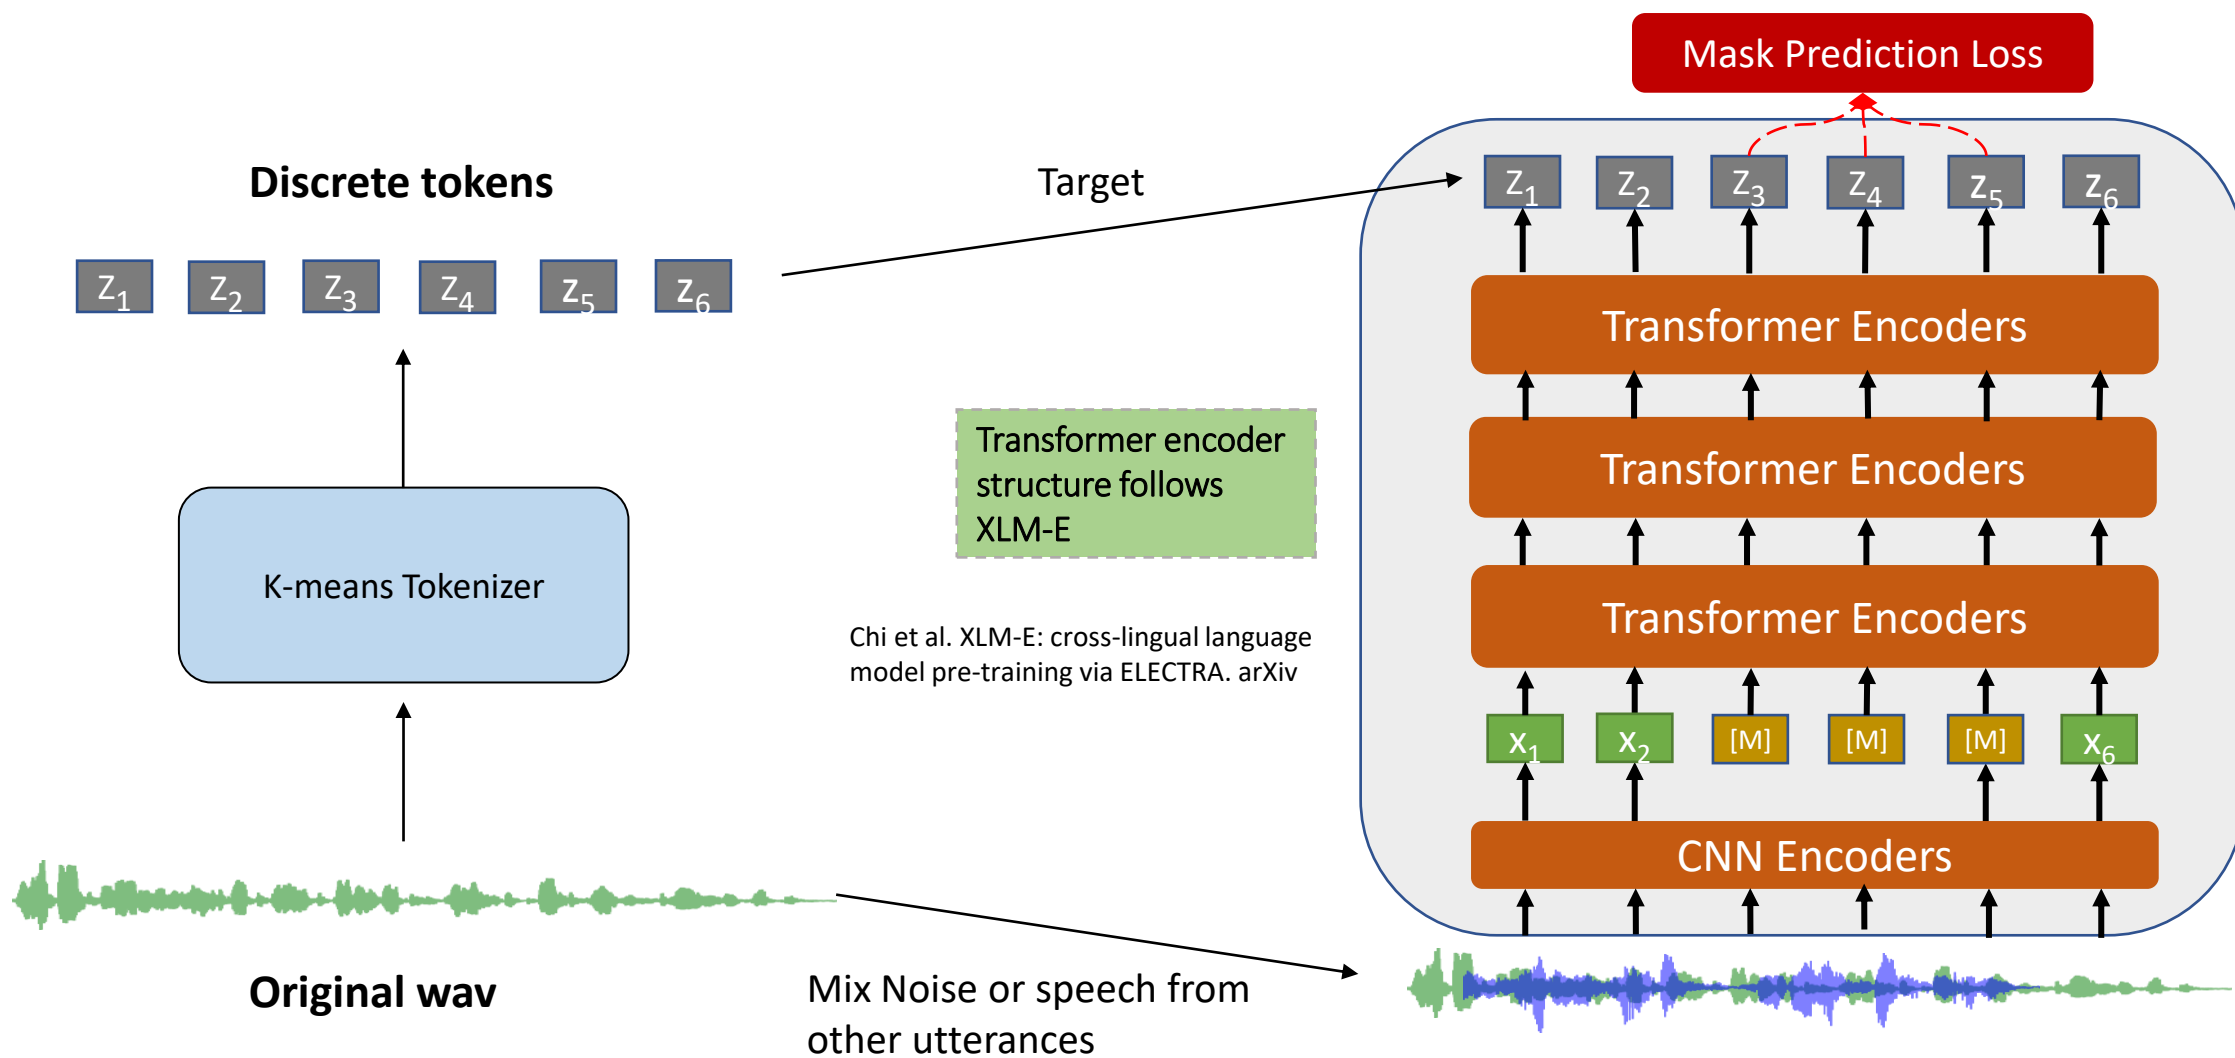 Mask Prediction Loss
Discrete tokens
Target
z1 z2 z3 z4 z5 z6
z1 z2 z3 z4 z5 z6
Transformer Encoders
Transformer encoder
structure follows
XLM-E
Transformer Encoders
K-means Tokenizer
Transformer Encoders
Chi et al. XLM-E: cross-lingual language
model pre-training via ELECTRA. arXiv
x1 x2 [M] [M] [M] x6
CNN Encoders
Original wav
Mix Noise or speech from
other utterances